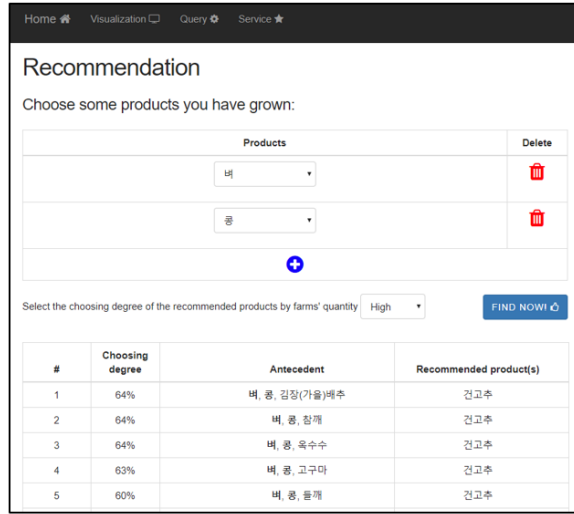 Home Visualization Query Service
Recommendation
Choose some products you have grown:
Products Delete
벼
콩
Select the choosing degree of the recommended products by farms' quantity High FIND NOW!
# Choosing degree Antecedent Recommended product(s)
1 64% 벼, 콩, 김장(가을)배추 건고추
2 64% 벼, 콩, 참깨 건고추
3 64% 벼, 콩, 옥수수 건고추
4 63% 벼, 콩, 고구마 건고추
5 60% 벼, 콩, 들깨 건고추